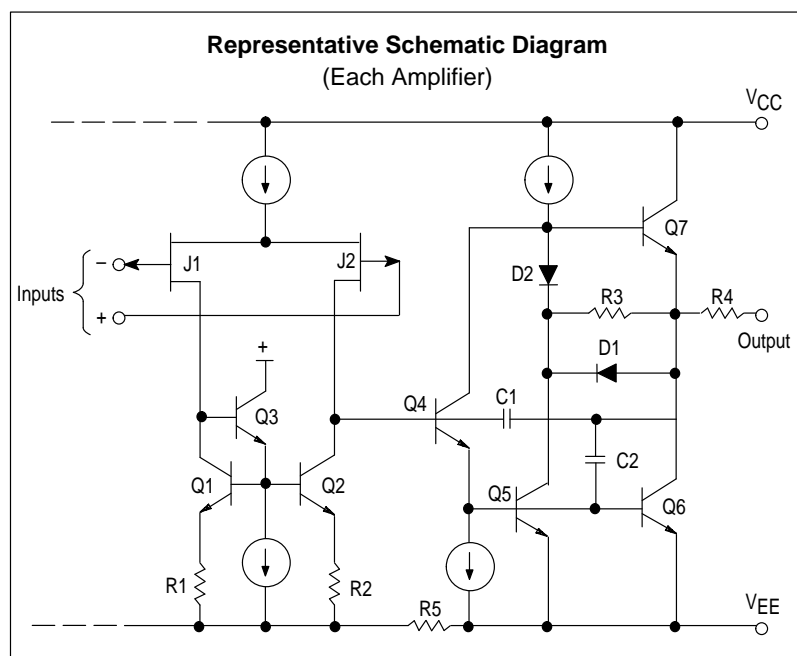 Representative Schematic Diagram
(Each Amplifier)
VCC
Q7
J1
J2
D2
Inputs
−
+
R3
R4
Output
D1
+
Q3
Q4
C1
C2
Q1
Q2
Q5
Q6
R1
R2
R5
VEE